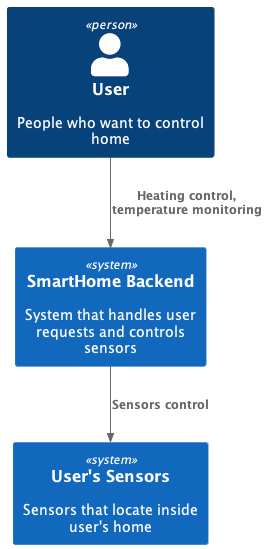 «person»
User
People who want to control
home
Heating control,
temperature monitoring
«system»
SmartHome Backend
System that handles user
requests and controls
sensors
Sensors control
«system»
User's Sensors
Sensors that locate inside
user's home